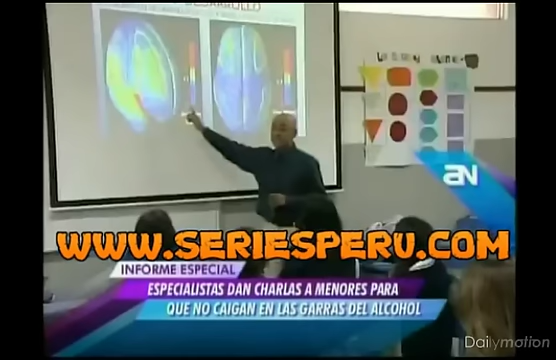 DESARROLLO
aN
WWW.SERIESPERU.COM
INFORME ESPECIAL
ESPECIALISTAS DAN CHARLAS A MENORES PARA
QUE NO CAIGAN EN LAS GARRAS DEL ALCOHOL
Dailymotion